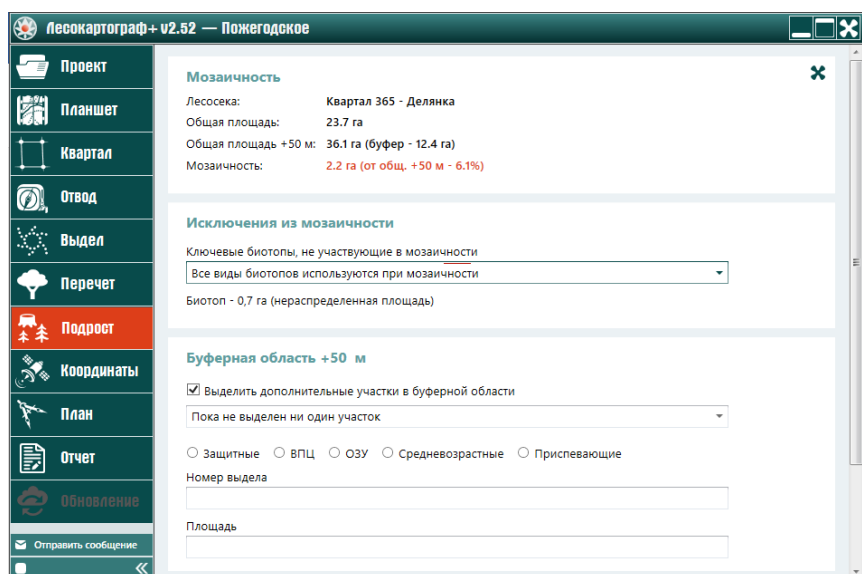 Лесокартограф+ v2.52 — Пожегодское
Проект
Планшет
Квартал
Отвод
Выдел
Перечет
Подрост
Координаты
План
Отчет
Обновление
Отправить сообщение
Мозаичность
Лесосека: Квартал 365 - Делянка
Общая площадь: 23.7 га
Общая площадь +50 м: 36.1 га (буфер - 12.4 га)
Мозаичность: 2.2 га (от общ. +50 м - 6.1%)
Исключения из мозаичности
Ключевые биотопы, не участвующие в мозаичности
Все виды биотопов используются при мозаичности
Биотоп - 0,7 га (нераспределенная площадь)
Буферная область +50 м
Выделить дополнительные участки в буферной области
Пока не выделен ни один участок
Защитные ВПЦ ОЗУ Средневозрастные Приспевающие
Номер выдела
Площадь